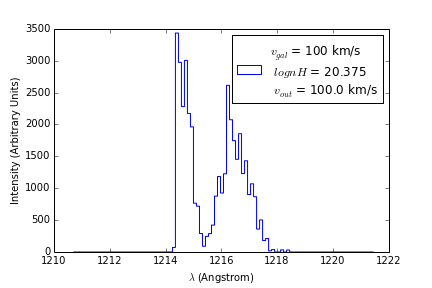 3500
3000
2500
2000
1500
1000
500
0
Intensity (Arbitrary Units)
v_gal = 100 km/s
lognH = 20.375
v_out = 100.0 km/s
1210 1212 1214 1216 1218 1220 1222
λ (Angstrom)